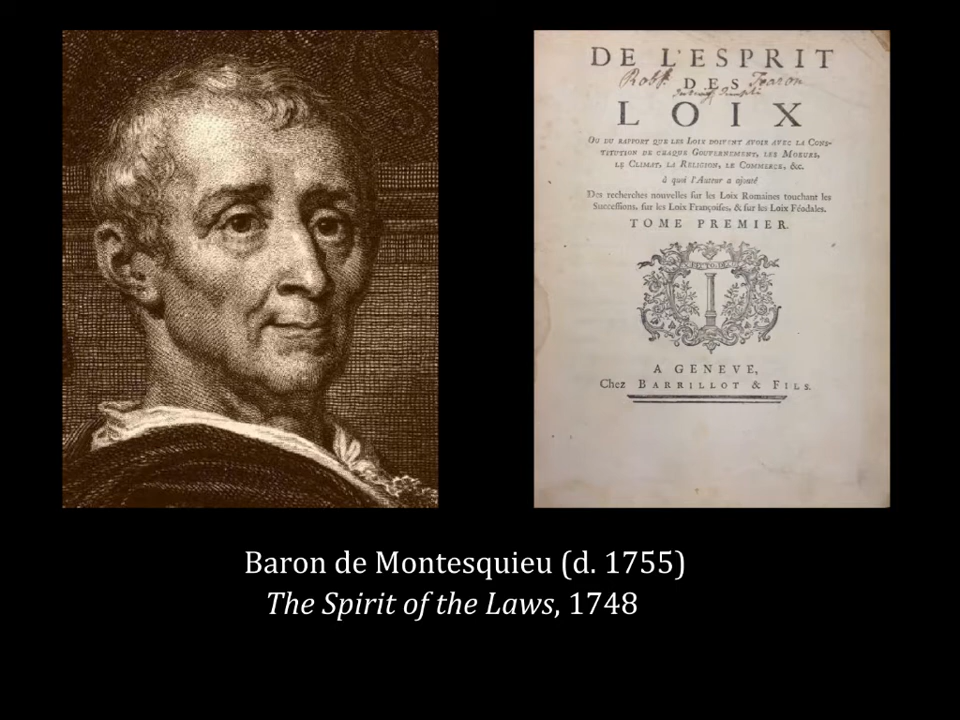 DE L'ESPRIT
DES
LOIX
OU DU RAPPORT QUE LES LOIX DOIVENT AVOIR AVEC LA CONS-
TITUTION DE CHAQUE GOUVERNEMENT, LES MOEURS,
LE CLIMAT, LA RELIGION, LE COMMERCE, &c.
à quoi l'Auteur a ajouté
Des recherches nouvelles sur les Loix Romaines touchant les
Successions, sur les Loix Françoises, & sur les Loix Féodales.
TOME PREMIER.
A GENEVE,
Chez BARRILLOT & FILS.
Baron de Montesquieu (d. 1755)
The Spirit of the Laws, 1748